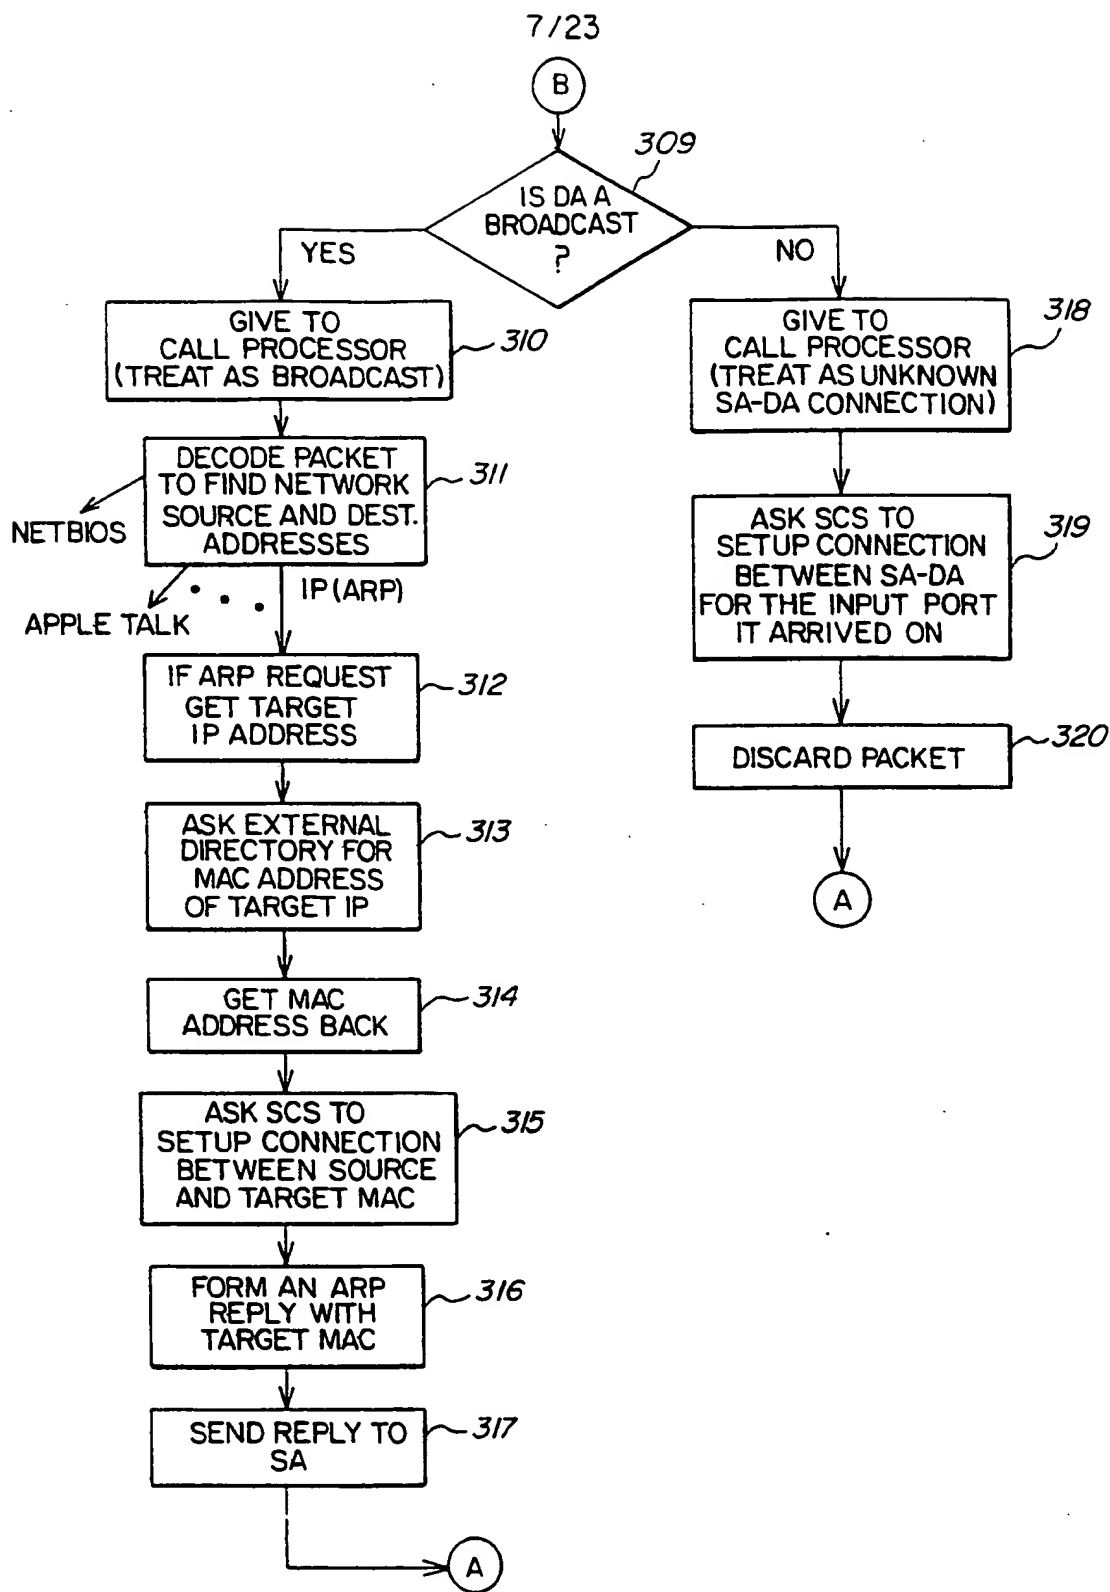 7/23
B
309
IS DA A
BROADCAST
?
YES
NO
GIVE TO
CALL PROCESSOR
(TREAT AS BROADCAST)
310
DECODE PACKET
TO FIND NETWORK
SOURCE AND DEST.
ADDRESSES
311
NETBIOS
APPLE TALK
IP (ARP)
IF ARP REQUEST
GET TARGET
IP ADDRESS
312
ASK EXTERNAL
DIRECTORY FOR
MAC ADDRESS
OF TARGET IP
313
GET MAC
ADDRESS BACK
314
ASK SCS TO
SETUP CONNECTION
BETWEEN SOURCE
AND TARGET MAC
315
FORM AN ARP
REPLY WITH
TARGET MAC
316
SEND REPLY TO
SA
317
A
GIVE TO
CALL PROCESSOR
(TREAT AS UNKNOWN
SA-DA CONNECTION)
318
ASK SCS TO
SETUP CONNECTION
BETWEEN SA-DA
FOR THE INPUT PORT
IT ARRIVED ON
319
DISCARD PACKET
320
A